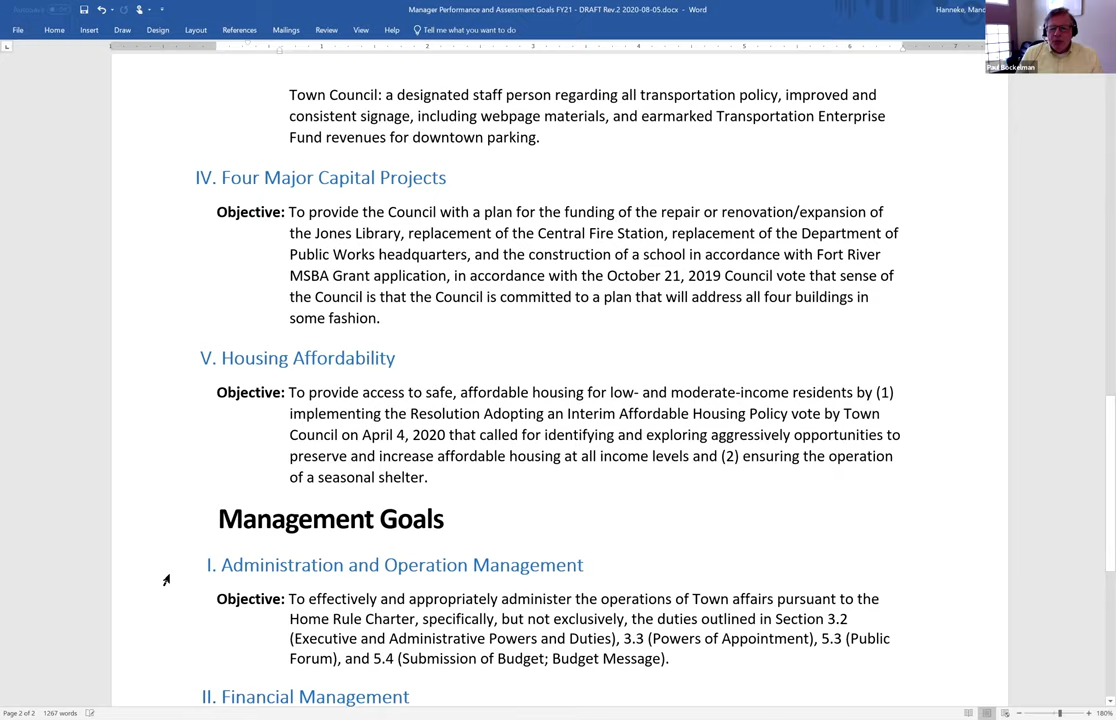 Manager Performance and Assessment Goals FY21 - DRAFT Rev.2 2020-08-05.docx - Word
Hanneke, Mand
File Home Insert Draw Design Layout References Mailings Review View Help Tell me what you want to do
Paul Bockelman
1 2 3 4 5 6 7
Town Council: a designated staff person regarding all transportation policy, improved and
consistent signage, including webpage materials, and earmarked Transportation Enterprise
Fund revenues for downtown parking.
IV. Four Major Capital Projects
Objective: To provide the Council with a plan for the funding of the repair or renovation/expansion of
the Jones Library, replacement of the Central Fire Station, replacement of the Department of
Public Works headquarters, and the construction of a school in accordance with Fort River
MSBA Grant application, in accordance with the October 21, 2019 Council vote that sense of
the Council is that the Council is committed to a plan that will address all four buildings in
some fashion.
V. Housing Affordability
Objective: To provide access to safe, affordable housing for low- and moderate-income residents by (1)
implementing the Resolution Adopting an Interim Affordable Housing Policy vote by Town
Council on April 4, 2020 that called for identifying and exploring aggressively opportunities to
preserve and increase affordable housing at all income levels and (2) ensuring the operation
of a seasonal shelter.
Management Goals
I. Administration and Operation Management
Objective: To effectively and appropriately administer the operations of Town affairs pursuant to the
Home Rule Charter, specifically, but not exclusively, the duties outlined in Section 3.2
(Executive and Administrative Powers and Duties), 3.3 (Powers of Appointment), 5.3 (Public
Forum), and 5.4 (Submission of Budget; Budget Message).
II. Financial Management
Page 2 of 2 1267 words
180%